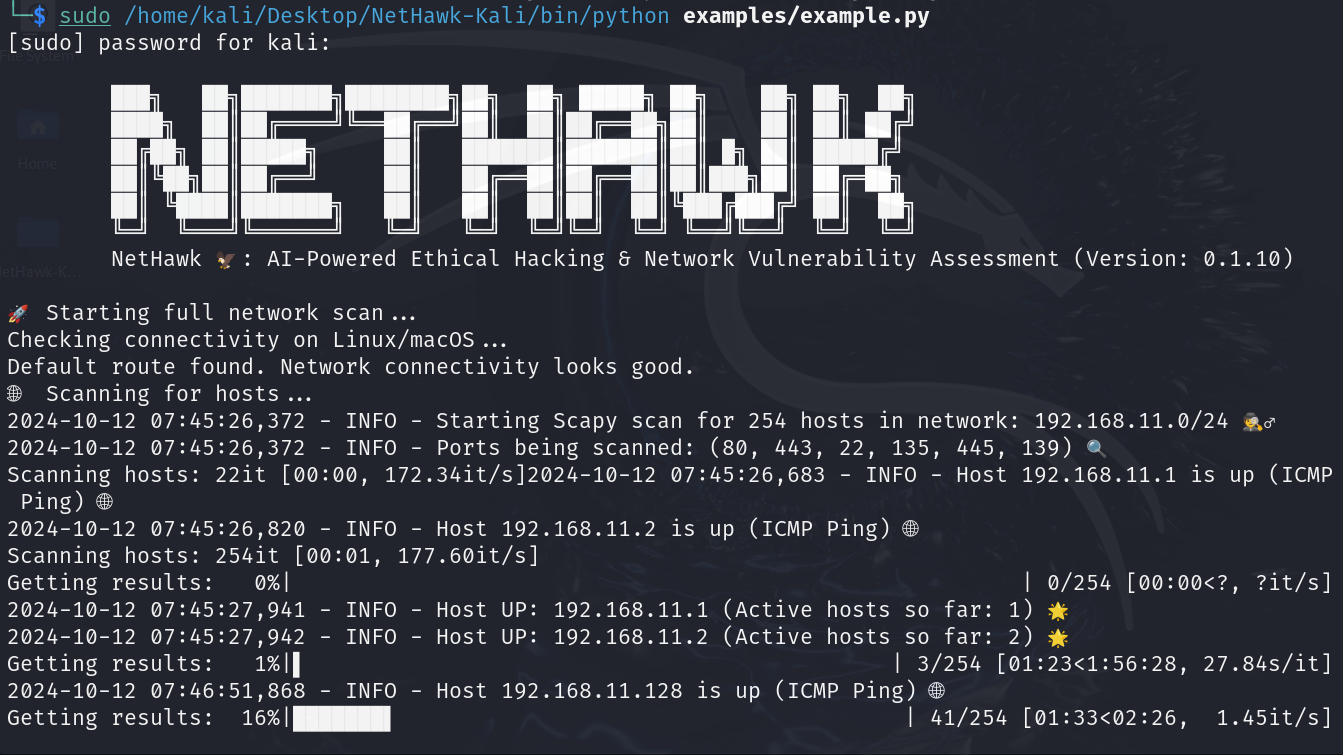 └─$ sudo /home/kali/Desktop/NetHawk-Kali/bin/python examples/example.py
[sudo] password for kali:
File System
NETHAWK
Home
NetHawk 🦅: AI-Powered Ethical Hacking & Network Vulnerability Assessment (Version: 0.1.10)
NetHawk-K...
🚀 Starting full network scan...
Checking connectivity on Linux/macOS...
Default route found. Network connectivity looks good.
🌐 Scanning for hosts...
2024-10-12 07:45:26,372 - INFO - Starting Scapy scan for 254 hosts in network: 192.168.11.0/24 🕵️♂
2024-10-12 07:45:26,372 - INFO - Ports being scanned: (80, 443, 22, 135, 445, 139) 🔍
Scanning hosts: 22it [00:00, 172.34it/s]2024-10-12 07:45:26,683 - INFO - Host 192.168.11.1 is up (ICMP
Ping) 🌐
2024-10-12 07:45:26,820 - INFO - Host 192.168.11.2 is up (ICMP Ping) 🌐
Scanning hosts: 254it [00:01, 177.60it/s]
Getting results:   0%| | 0/254 [00:00<?, ?it/s]
2024-10-12 07:45:27,941 - INFO - Host UP: 192.168.11.1 (Active hosts so far: 1) 🌟
2024-10-12 07:45:27,942 - INFO - Host UP: 192.168.11.2 (Active hosts so far: 2) 🌟
Getting results:   1%|▌ | 3/254 [01:23<1:56:28, 27.84s/it]
2024-10-12 07:46:51,868 - INFO - Host 192.168.11.128 is up (ICMP Ping) 🌐
Getting results:  16%|███████▌ | 41/254 [01:33<02:26,  1.45it/s]